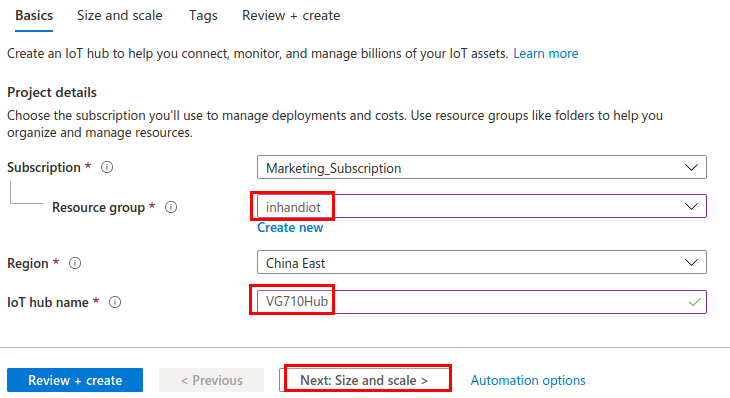 Basics Size and scale Tags Review + create
Create an IoT hub to help you connect, monitor, and manage billions of your IoT assets. Learn more
Project details
Choose the subscription you'll use to manage deployments and costs. Use resource groups like folders to help you
organize and manage resources.
Subscription * Marketing_Subscription
Resource group * inhandiot
Create new
Region * China East
IoT hub name * VG710Hub
Review + create < Previous Next: Size and scale > Automation options